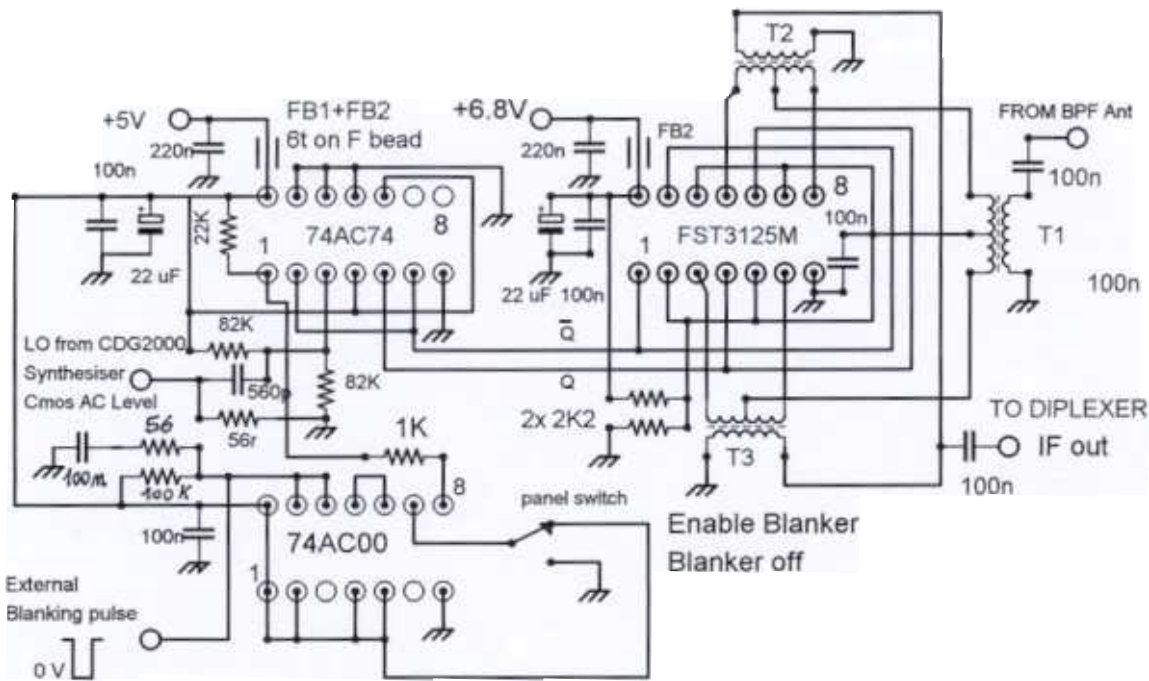 T2
FB1+FB2
6t on F bead
+5V
220n
100n
+6.8V
220n
FB2
FROM BPF Ant
100n
22K
1
74AC74
8
22 uF
1
FST3125M
8
100n
22 uF
100n
T1
100n
Q̅
Q
82K
LO from CDG2000
Synthesiser
Cmos AC Level
560p
82K
56r
2x 2K2
T3
TO DIPLEXER
IF out
100n
56
100n
100K
1K
8
panel switch
Enable Blanker
Blanker off
100n
74AC00
1
External
Blanking pulse
0 V